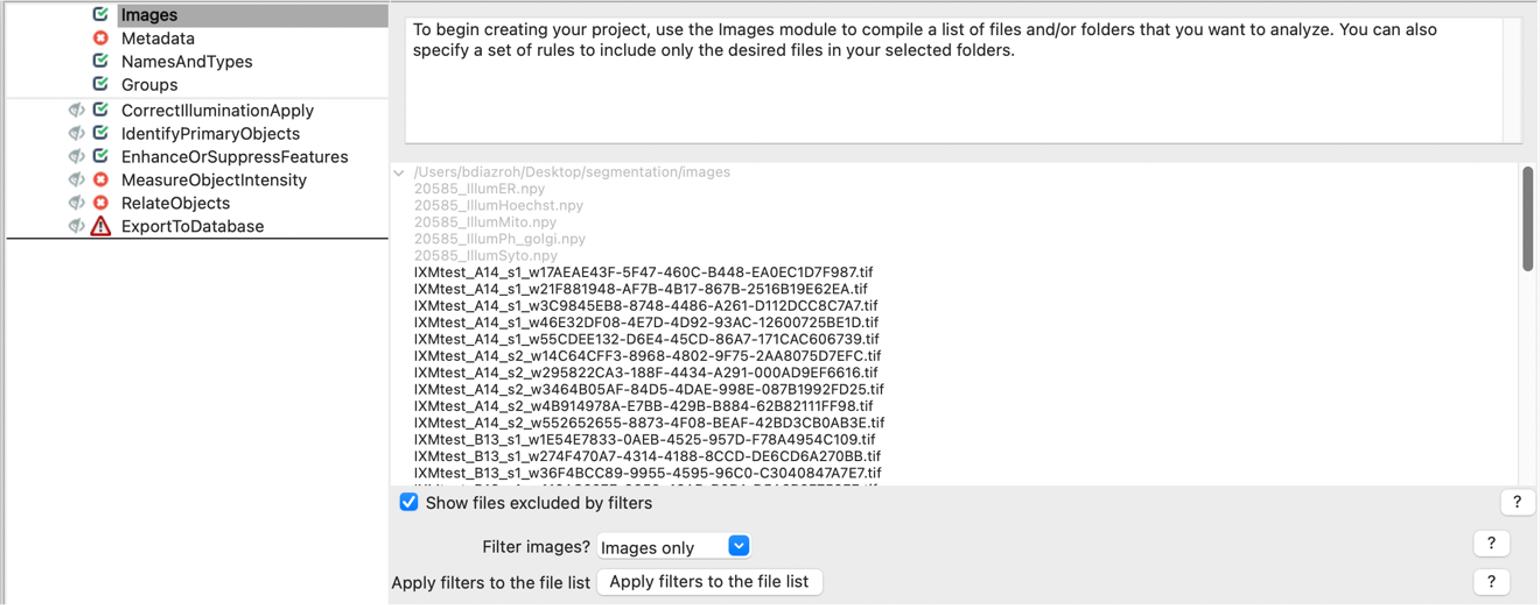 Images
Metadata
NamesAndTypes
Groups
CorrectIlluminationApply
IdentifyPrimaryObjects
EnhanceOrSuppressFeatures
MeasureObjectIntensity
RelateObjects
ExportToDatabase
To begin creating your project, use the Images module to compile a list of files and/or folders that you want to analyze. You can also
specify a set of rules to include only the desired files in your selected folders.
/Users/bdiazroh/Desktop/segmentation/images
20585_IllumER.npy
20585_IllumHoechst.npy
20585_IllumMito.npy
20585_IllumPh_golgi.npy
20585_IllumSyto.npy
IXMtest_A14_s1_w17AEAE43F-5F47-460C-B448-EA0EC1D7F987.tif
IXMtest_A14_s1_w21F881948-AF7B-4B17-867B-2516B19E62EA.tif
IXMtest_A14_s1_w3C9845EB8-8748-4486-A261-D112DCC8C7A7.tif
IXMtest_A14_s1_w46E32DF08-4E7D-4D92-93AC-12600725BE1D.tif
IXMtest_A14_s1_w55CDEE132-D6E4-45CD-86A7-171CAC606739.tif
IXMtest_A14_s2_w14C64CFF3-8968-4802-9F75-2AA8075D7EFC.tif
IXMtest_A14_s2_w295822CA3-188F-4434-A291-000AD9EF6616.tif
IXMtest_A14_s2_w3464B05AF-84D5-4DAE-998E-087B1992FD25.tif
IXMtest_A14_s2_w4B914978A-E7BB-429B-B884-62B82111FF98.tif
IXMtest_A14_s2_w552652655-8873-4F08-BEAF-42BD3CB0AB3E.tif
IXMtest_B13_s1_w1E54E7833-0AEB-4525-957D-F78A4954C109.tif
IXMtest_B13_s1_w274F470A7-4314-4188-8CCD-DE6CD6A270BB.tif
IXMtest_B13_s1_w36F4BCC89-9955-4595-96C0-C3040847A7E7.tif
Show files excluded by filters ?
Filter images? Images only ?
Apply filters to the file list Apply filters to the file list ?